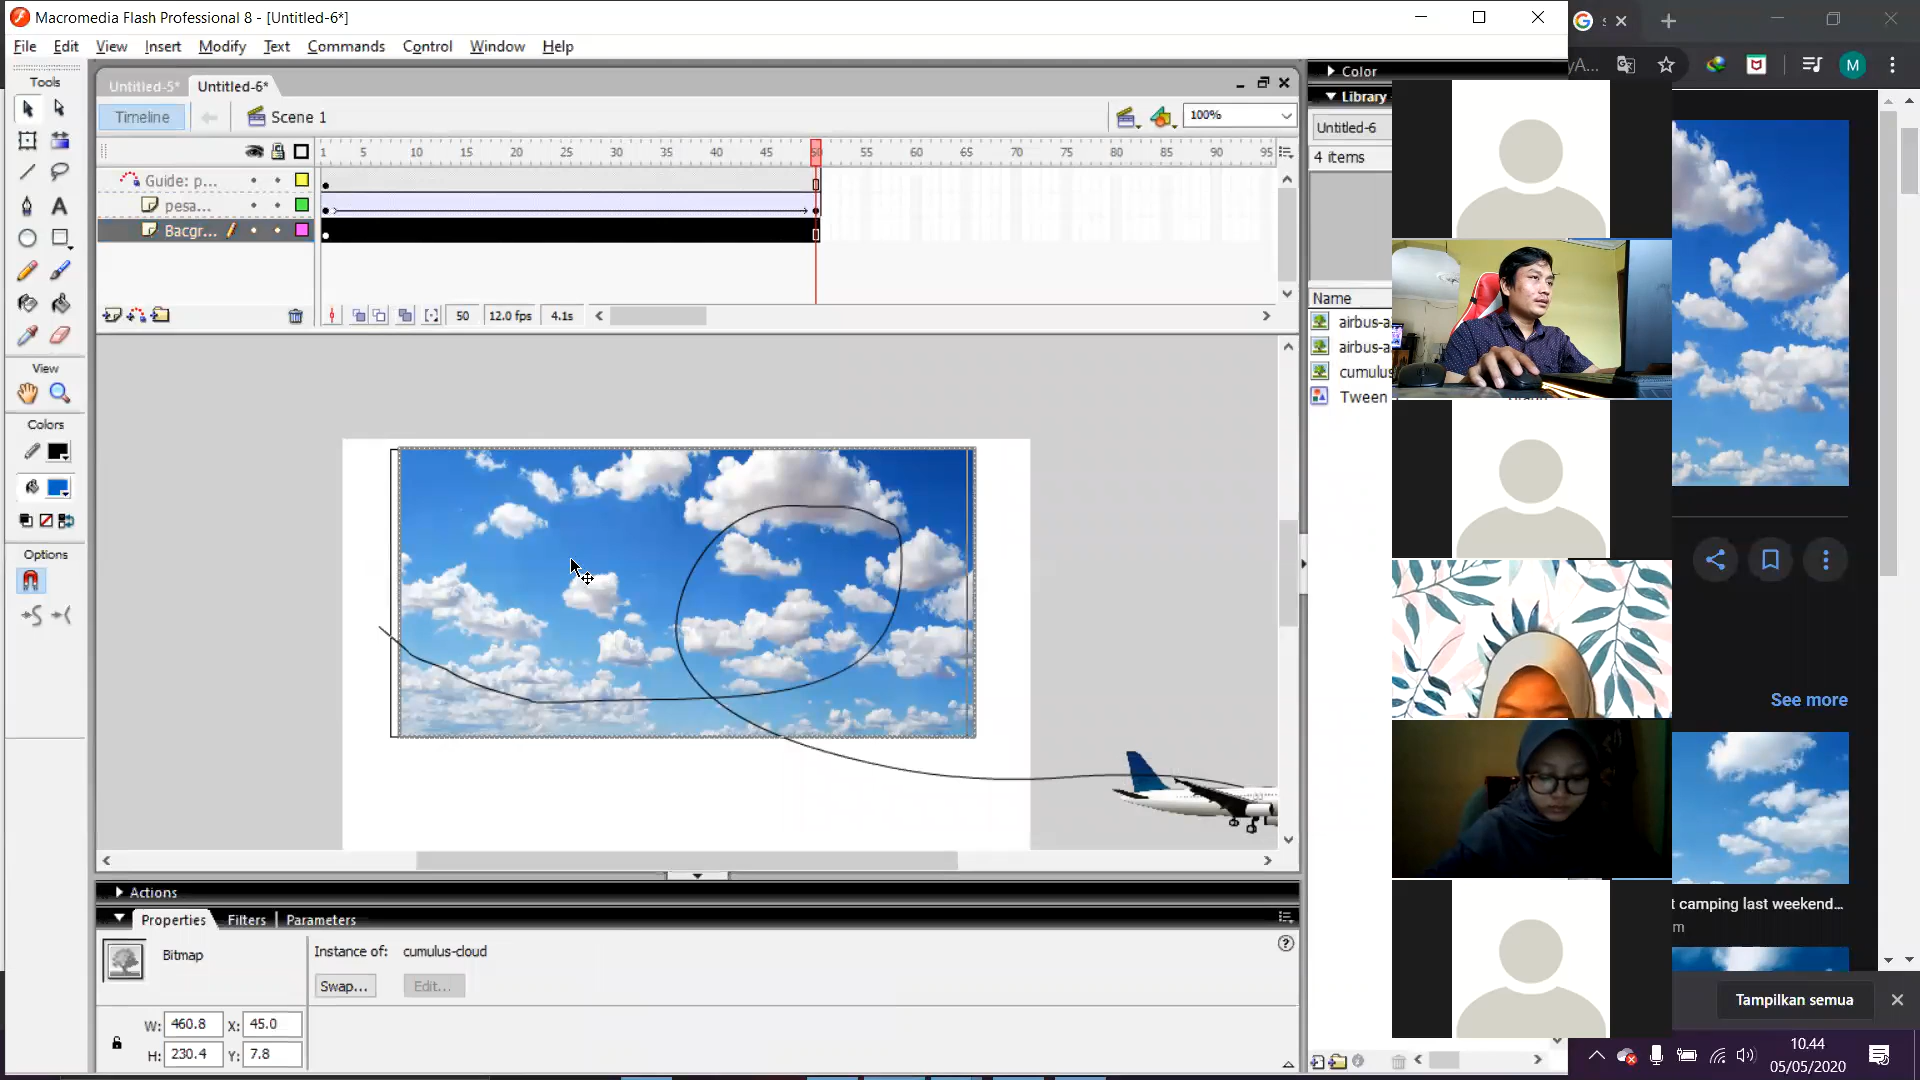 Macromedia Flash Professional 8 - [Untitled-6*]
File Edit View Insert Modify Text Commands Control Window Help
Tools
View
Colors
Options
Untitled-5* Untitled-6*
Timeline
Scene 1
100%
1 5 10 15 20 25 30 35 40 45 50 55 60 65 70 75 80 85 90 95
Guide: p...
pesa...
Bacgr...
50 12.0 fps 4.1s
Actions
Properties Filters Parameters
Bitmap
Instance of: cumulus-cloud
Swap... Edit...
W: 460.8 X: 45.0
H: 230.4 Y: 7.8
Color
Library
Untitled-6
4 items
Name
airbus-a
airbus-a
cumulus
Tween
yA...
M
See more
t camping last weekend...
m
Tampilkan semua
10.44
05/05/2020